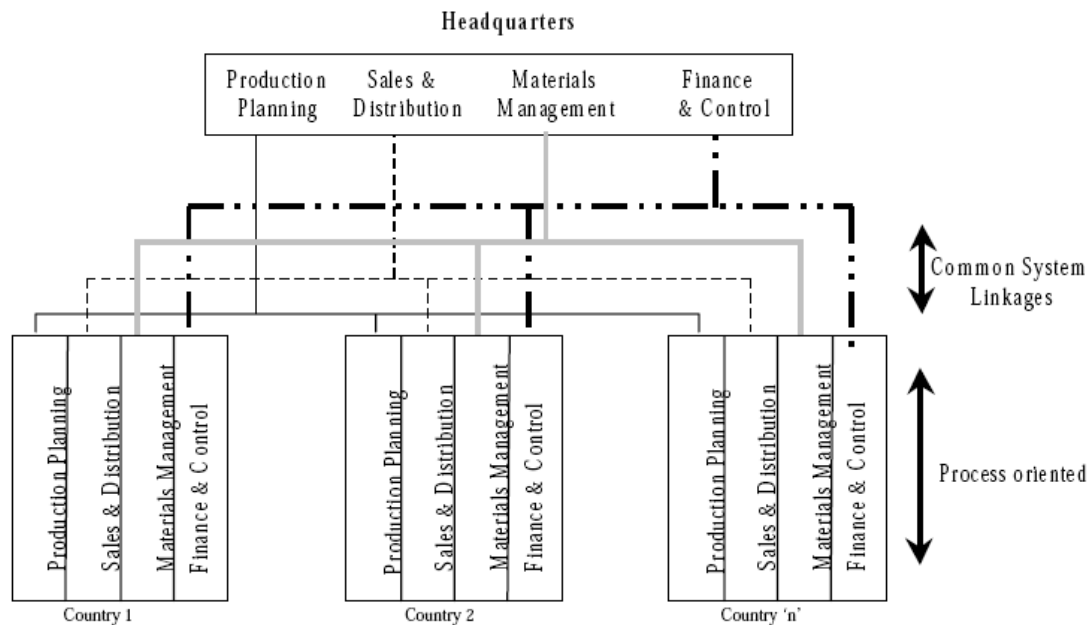 Headquarters
Production Planning
Sales & Distribution
Materials Management
Finance & Control
Common System
Linkages
Production Planning
Sales & Distribution
Materials Management
Finance & Control
Production Planning
Sales & Distribution
Materials Management
Finance & Control
Production Planning
Sales & Distribution
Materials Management
Finance & Control
Process oriented
Country 1
Country 2
Country ‘n’